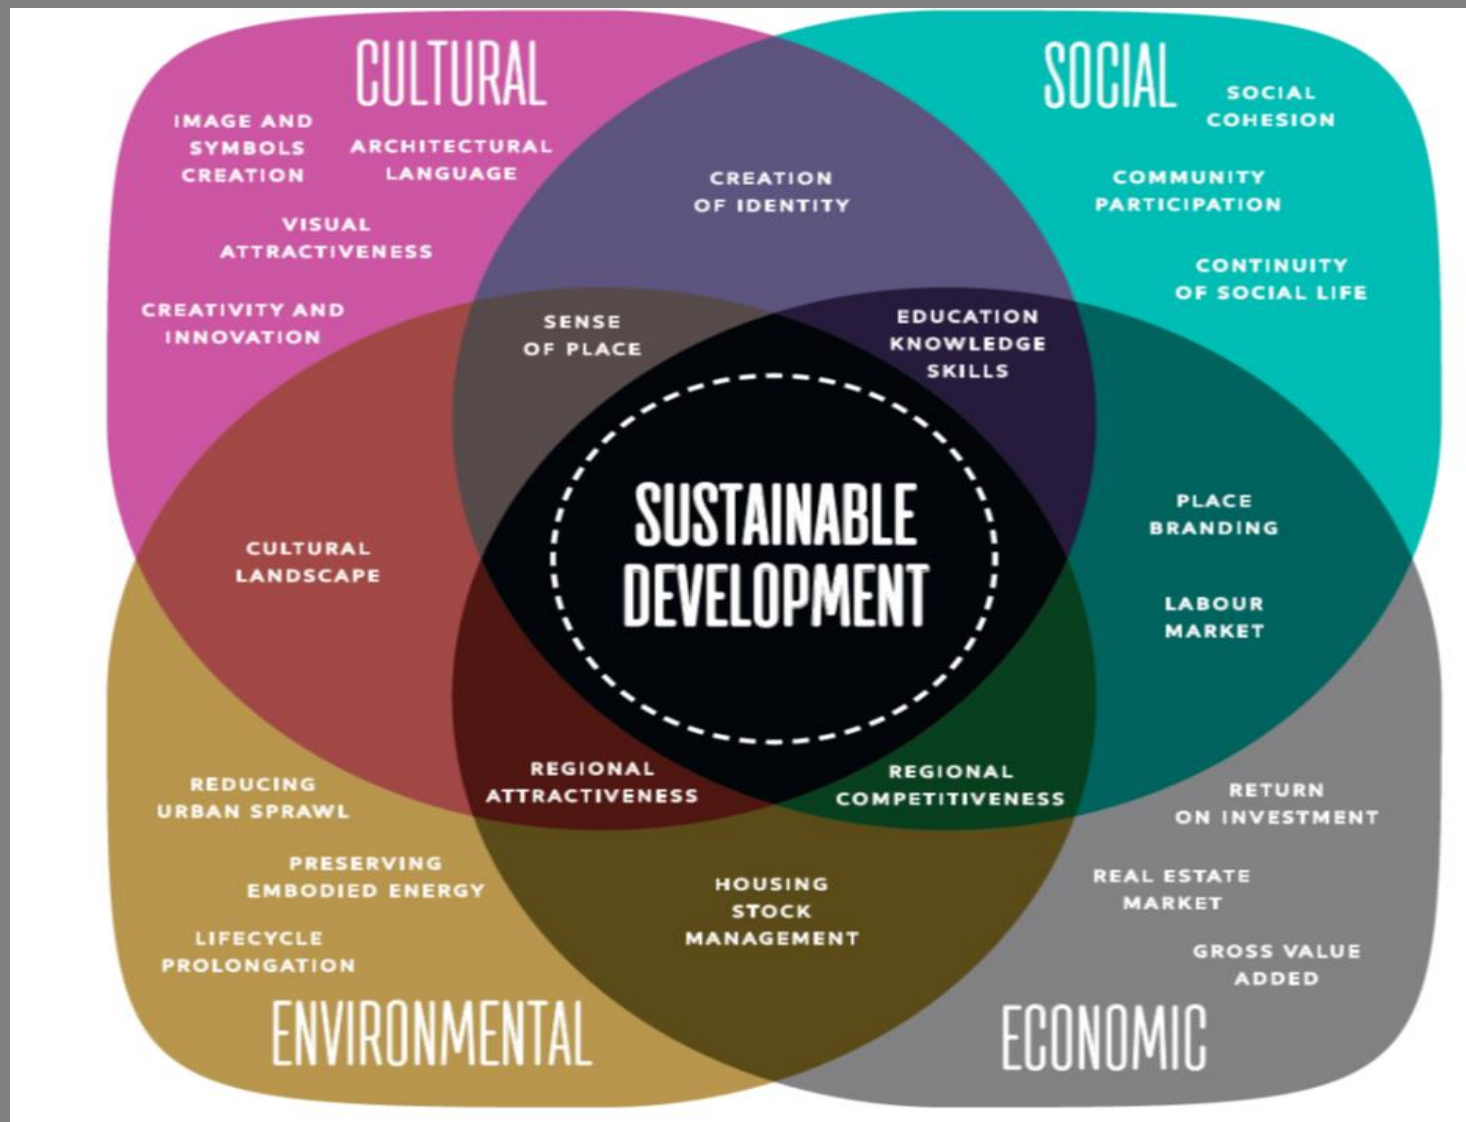 CULTURAL
IMAGE AND
SYMBOLS
CREATION
ARCHITECTURAL
LANGUAGE
VISUAL
ATTRACTIVENESS
CREATIVITY AND
INNOVATION
CREATION
OF IDENTITY
SOCIAL
SOCIAL
COHESION
COMMUNITY
PARTICIPATION
CONTINUITY
OF SOCIAL LIFE
SENSE
OF PLACE
EDUCATION
KNOWLEDGE
SKILLS
CULTURAL
LANDSCAPE
SUSTAINABLE
DEVELOPMENT
PLACE
BRANDING
LABOUR
MARKET
REGIONAL
ATTRACTIVENESS
REGIONAL
COMPETITIVENESS
REDUCING
URBAN SPRAWL
PRESERVING
EMBODIED ENERGY
LIFECYCLE
PROLONGATION
ENVIRONMENTAL
HOUSING
STOCK
MANAGEMENT
RETURN
ON INVESTMENT
REAL ESTATE
MARKET
GROSS VALUE
ADDED
ECONOMIC